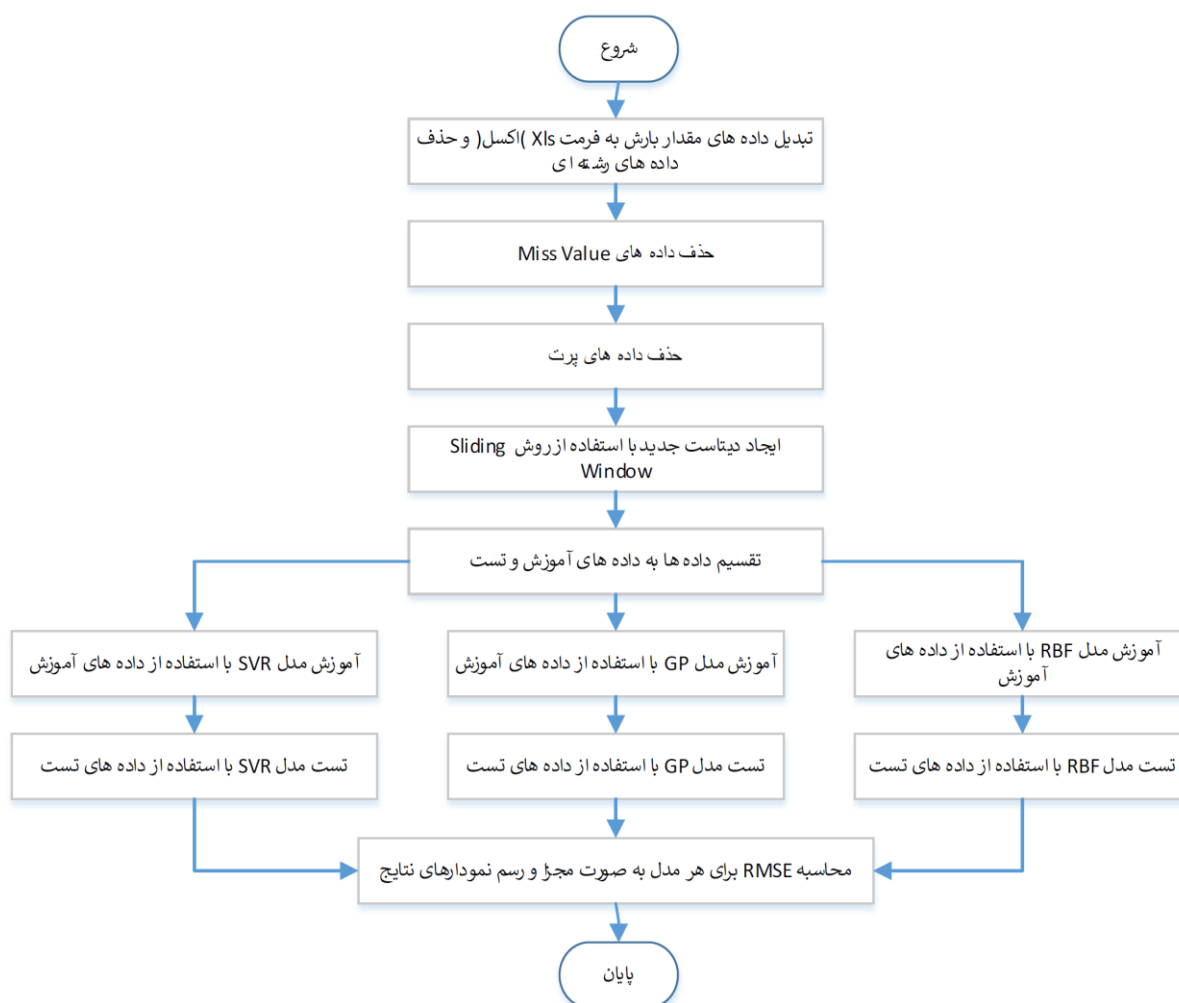 شروع
تبدیل داده های مقدار بارش به فرمت Xls )اکسل( و حذف
داده های رشته ای
حذف داده های Miss Value
حذف داده های پرت
ایجاد دیتاست جدید با استفاده از روش Sliding
Window
تقسیم داده ها به داده های آموزش و تست
آموزش مدل RBF با استفاده از داده های
آموزش
آموزش مدل GP با استفاده از داده های آموزش
آموزش مدل SVR با استفاده از داده های آموزش
تست مدل RBF با استفاده از داده های تست
تست مدل GP با استفاده از داده های تست
تست مدل SVR با استفاده از داده های تست
محاسبه RMSE برای هر مدل به صورت مجزا و رسم نمودارهای نتایج
پایان